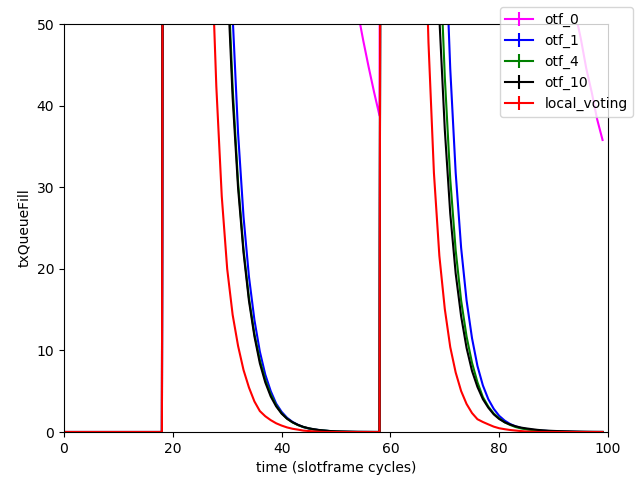 otf_0
otf_1
otf_4
otf_10
local_voting
txQueueFill
50
40
30
20
10
0
0 20 40 60 80 100
time (slotframe cycles)